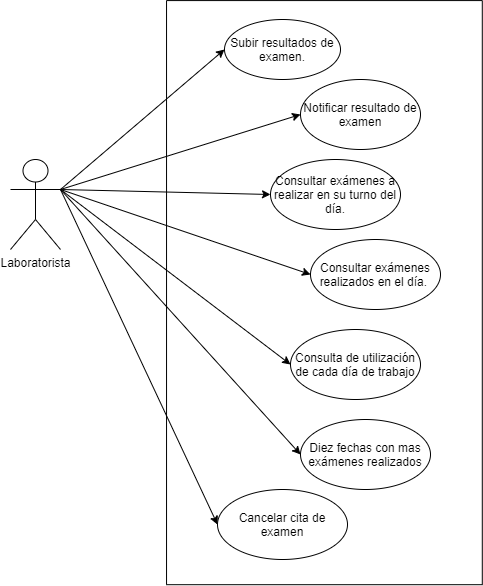 Subir resultados de
examen.
Notificar resultado de
examen
Consultar exámenes a
realizar en su turno del
día.
Laboratorista
Consultar exámenes
realizados en el día.
Consulta de utilización
de cada día de trabajo
Diez fechas con mas
exámenes realizados
Cancelar cita de
examen